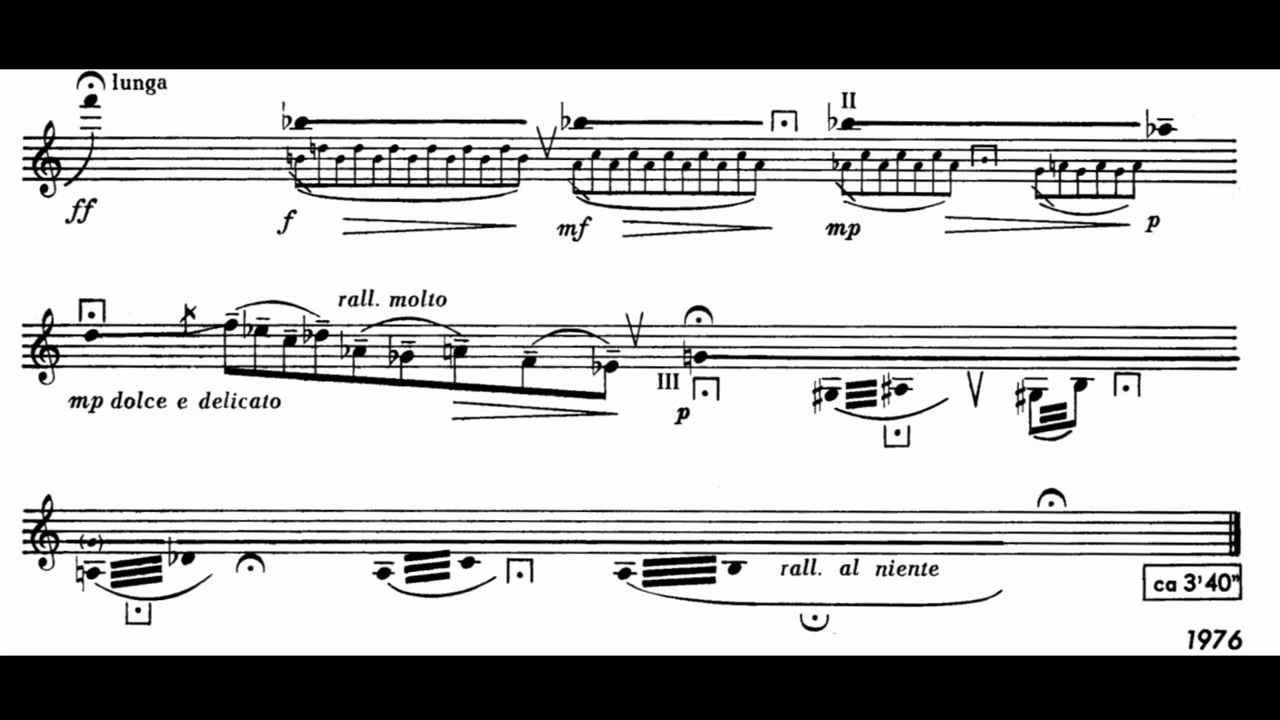 lunga
II
ff f mf mp p
rall. molto
mp dolce e delicato
III
p
rall. al niente
ca 3'40"
1976